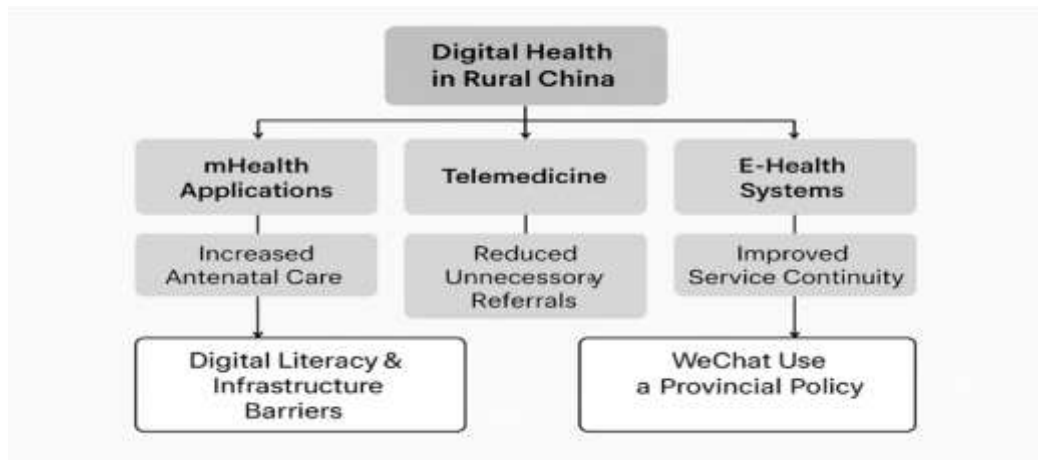 Digital Health
in Rural China
mHealth
Applications
Telemedicine
E-Health
Systems
Increased
Antenatal Care
Reduced
Unnecessory
Referrals
Improved
Service Continuity
Digital Literacy &
Infrastructure
Barriers
WeChat Use
a Provincial Policy